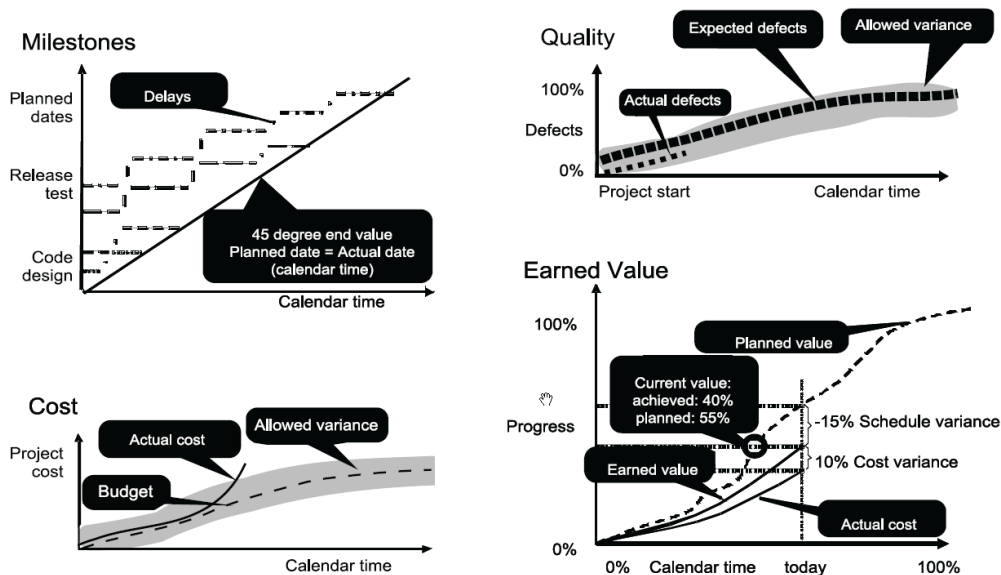 Milestones
Planned
dates
Delays
Release
test
45 degree end value
Planned date = Actual date
(calendar time)
Code
design
Calendar time
Quality
Expected defects
Allowed variance
100%
Actual defects
Defects
0%
Project start
Calendar time
Cost
Actual cost
Allowed variance
Project
cost
Budget
Calendar time
Earned Value
100%
Planned value
Current value:
achieved: 40%
planned: 55%
Progress
-15% Schedule variance
Earned value
10% Cost variance
Actual cost
0%
0%
Calendar time
today
100%